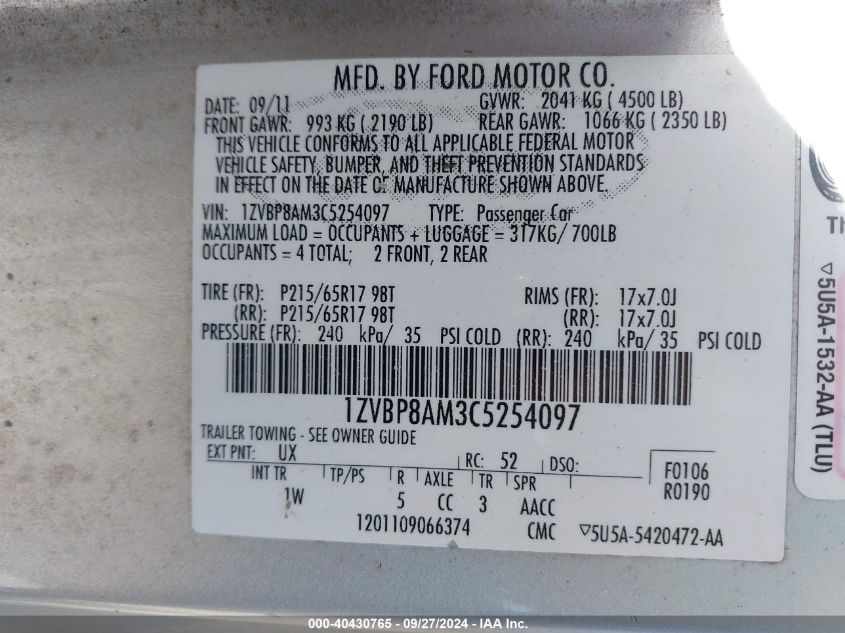 MFD. BY FORD MOTOR CO.
DATE: 09/11 GVWR: 2041 KG ( 4500 LB)
FRONT GAWR: 993 KG ( 2190 LB) REAR GAWR: 1066 KG ( 2350 LB)
THIS VEHICLE CONFORMS TO ALL APPLICABLE FEDERAL MOTOR
VEHICLE SAFETY, BUMPER, AND THEFT PREVENTION STANDARDS
IN EFFECT ON THE DATE OF MANUFACTURE SHOWN ABOVE.
VIN: 1ZVBP8AM3C5254097 TYPE: Passenger Car
MAXIMUM LOAD = OCCUPANTS + LUGGAGE = 317KG/ 700LB
OCCUPANTS = 4 TOTAL; 2 FRONT, 2 REAR
TIRE (FR): P215/65R17 98T RIMS (FR): 17x7.0J
(RR): P215/65R17 98T (RR): 17x7.0J
PRESSURE (FR): 240 kPa/ 35 PSI COLD (RR): 240 kPa/ 35 PSI COLD
1ZVBP8AM3C5254097
TRAILER TOWING - SEE OWNER GUIDE
EXT PNT: UX RC: 52 DSO: F0106
INT TR TP/PS R AXLE TR SPR R0190
1W 5 CC 3 AACC
1201109066374 CMC ▽5U5A-5420472-AA
Th
▽5U5A-1532-AA (TLU)
000-40430765 - 09/27/2024 - IAA Inc.